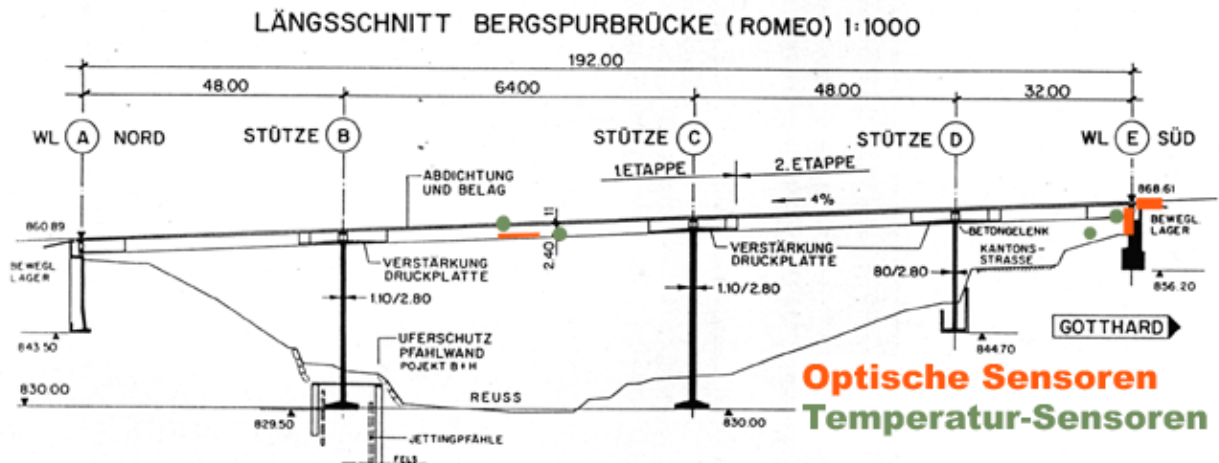 LÄNGSSCHNITT BERGSPURBRÜCKE (ROMEO) 1:1000
192.00
48.00
64.00
48.00
32.00
WL A NORD
STÜTZE B
STÜTZE C
STÜTZE D
WL E SÜD
1.ETAPPE
2.ETAPPE
ABDICHTUNG
UND BELAG
4%
868.61
860.89
11
2.40
BEWEGL.
LAGER
BETONGELENK
BEWEGL.
LAGER
VERSTÄRKUNG
DRUCKPLATTE
VERSTÄRKUNG
DRUCKPLATTE
KANTONS-
STRASSE
80/2.80
1.10/2.80
1.10/2.80
856.20
GOTTHARD
843.50
UFERSCHUTZ
PFAHLWAND
POJEKT B+H
844.70
Optische Sensoren
Temperatur-Sensoren
830.00
REUSS
829.50
830.00
JETTINGPFÄHLE
FELS